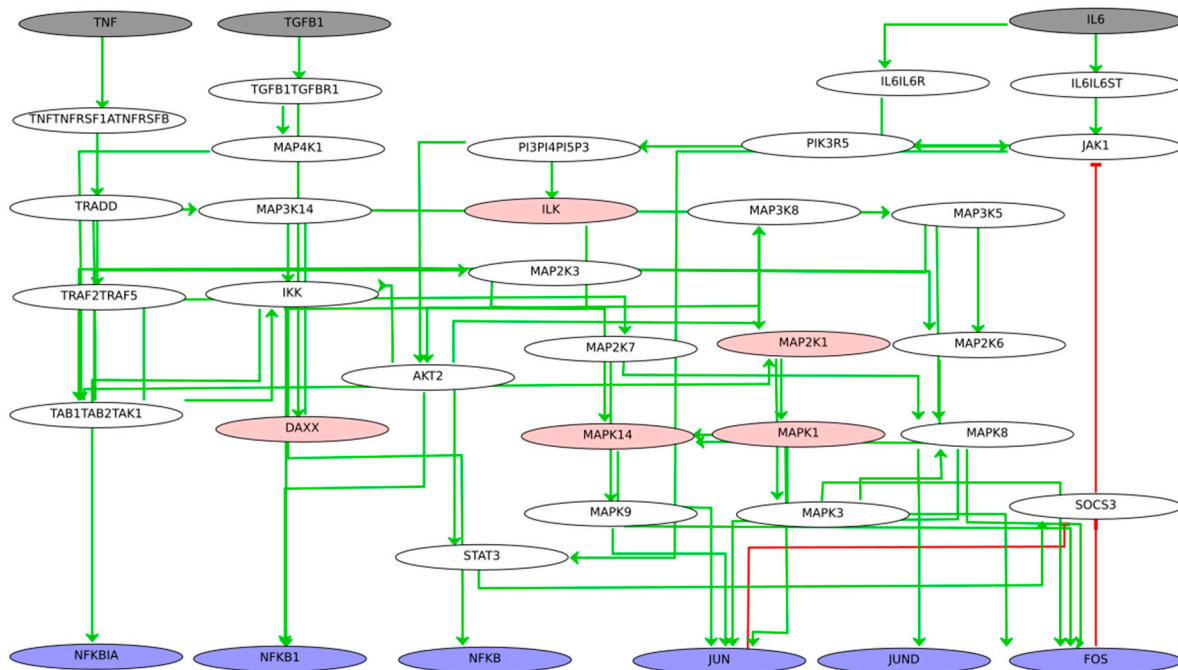 TNF
TGFB1
IL6
TGFB1TGFBR1
IL6IL6R
IL6IL6ST
TNFTNFRSF1ATNFRSFB
MAP4K1
PI3PI4PI5P3
PIK3R5
JAK1
TRADD
MAP3K14
ILK
MAP3K8
MAP3K5
MAP2K3
TRAF2TRAF5
IKK
MAP2K7
MAP2K1
MAP2K6
AKT2
TAB1TAB2TAK1
DAXX
MAPK14
MAPK1
MAPK8
MAPK9
MAPK3
SOCS3
STAT3
NFKBIA
NFKB1
NFKB
JUN
JUND
FOS